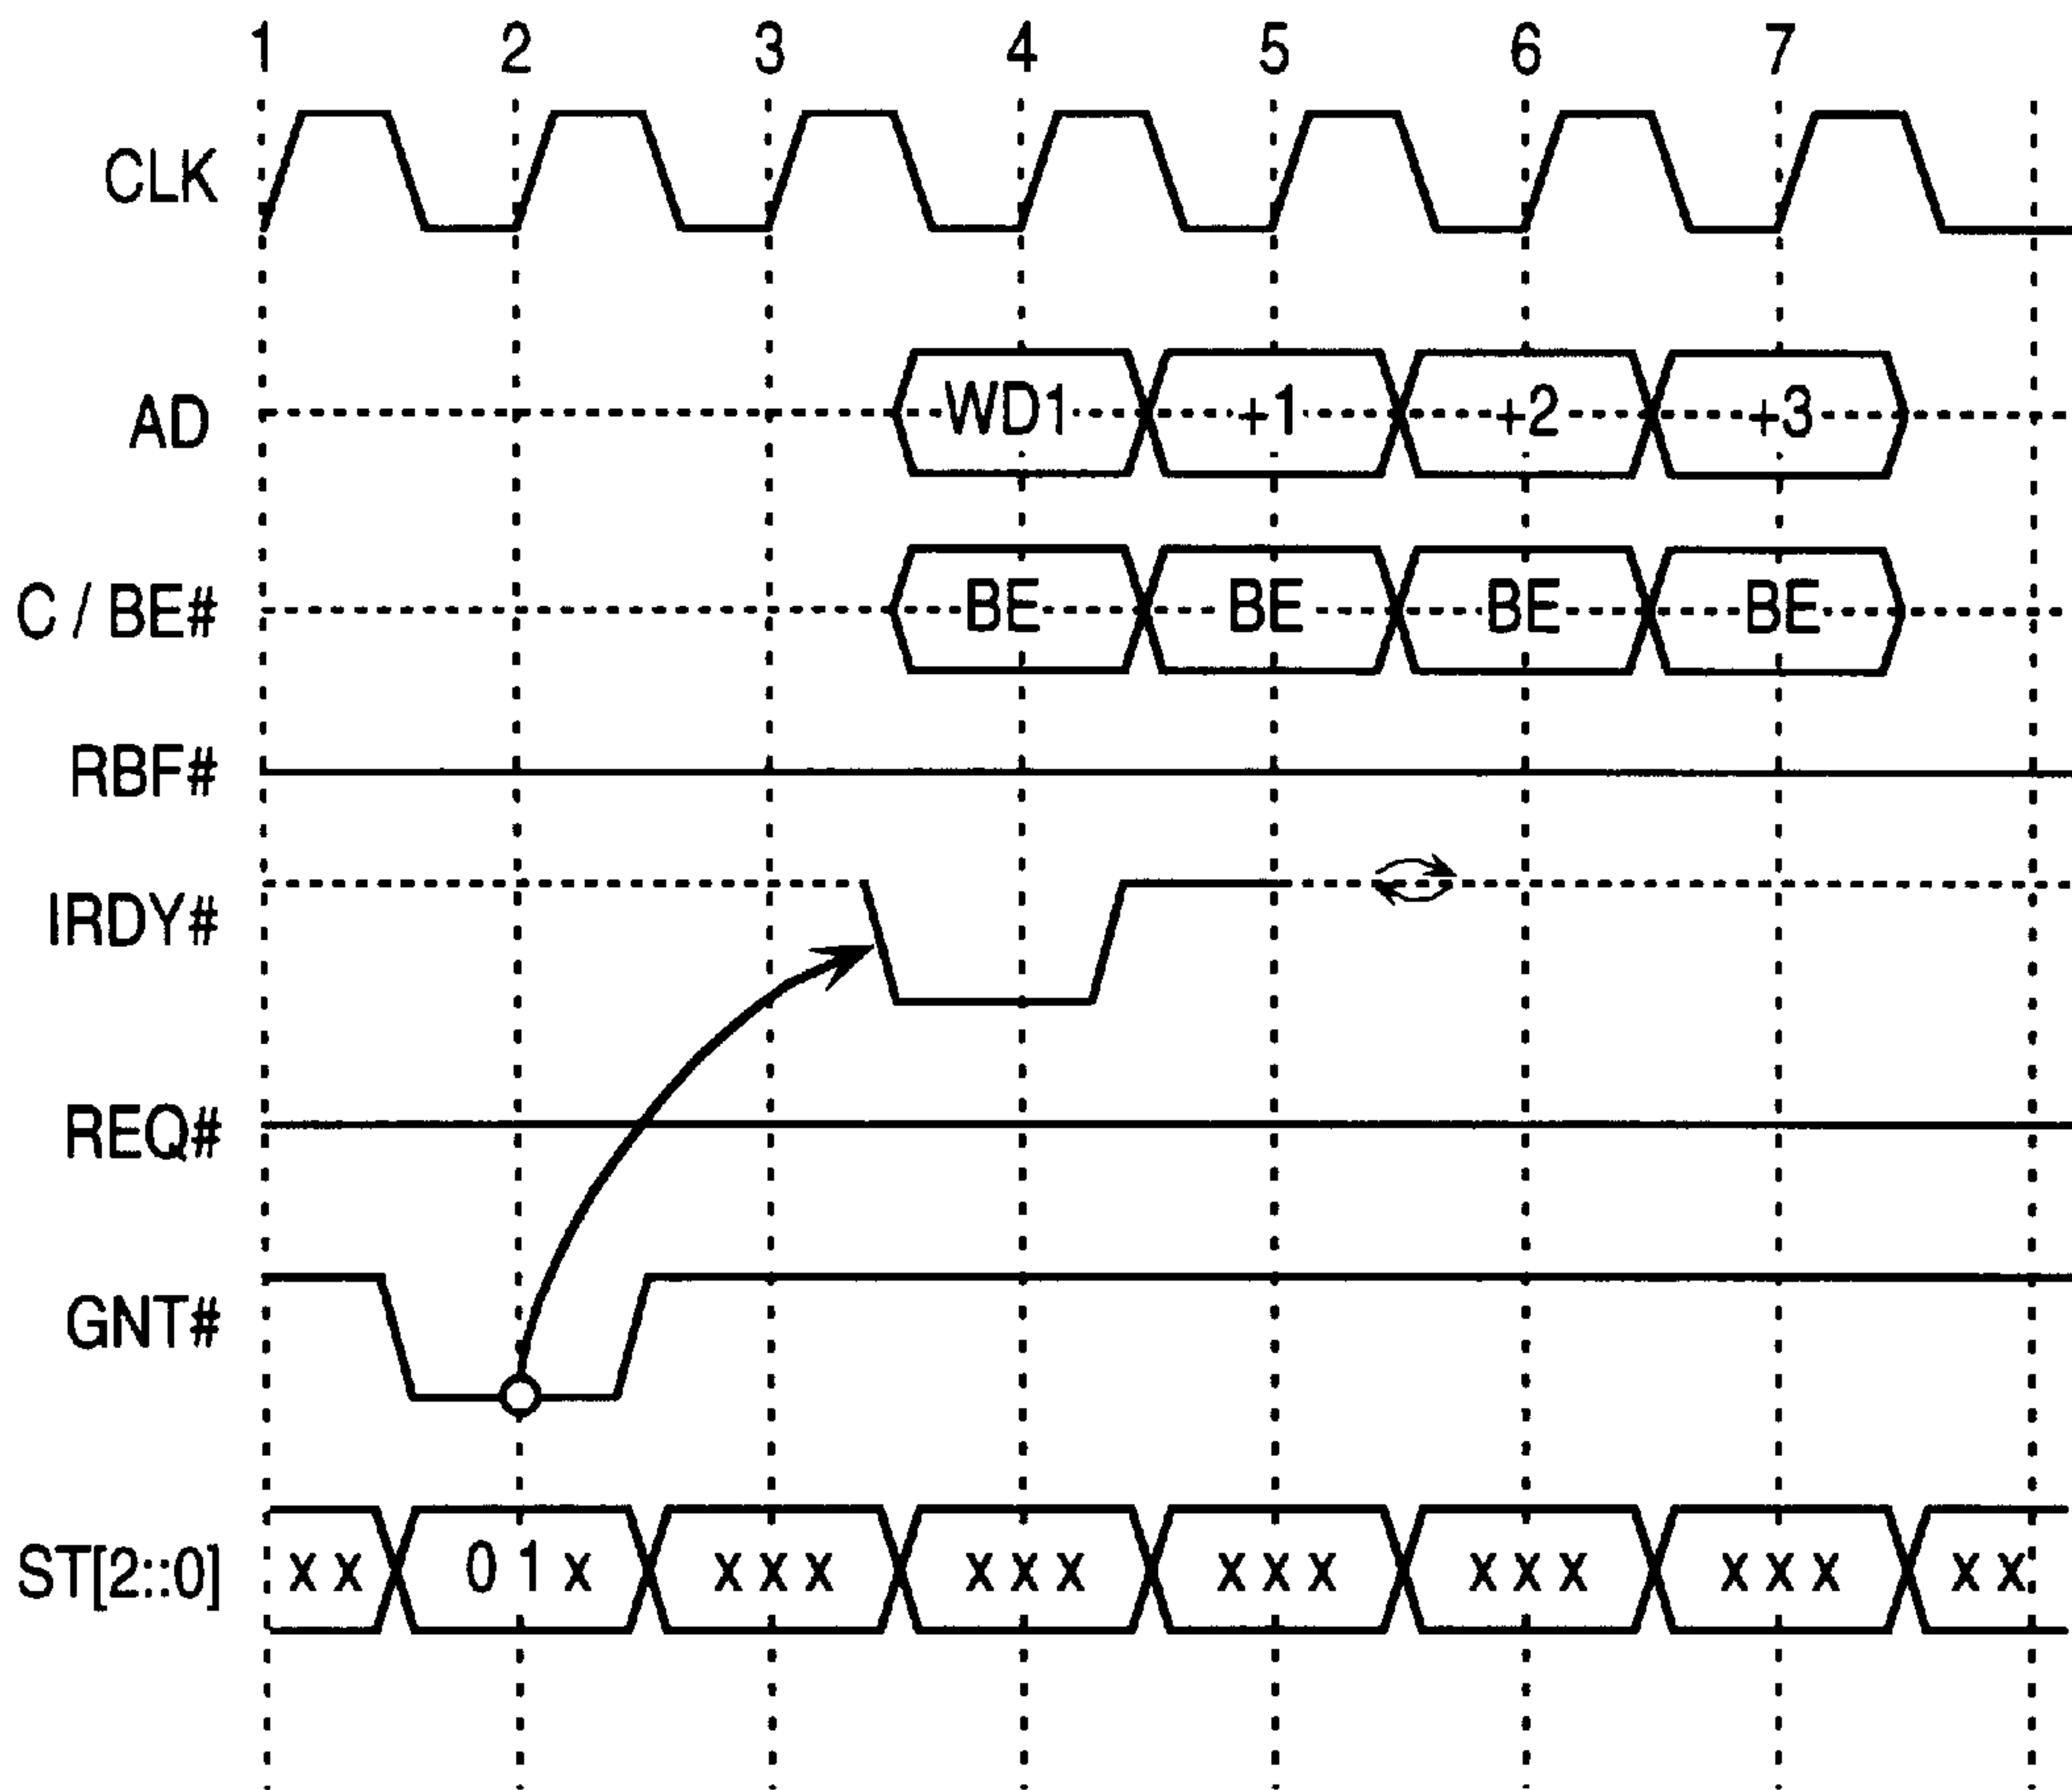 1 2 3 4 5 6 7
CLK
AD WD1 +1 +2 +3
C / BE# BE BE BE BE
RBF#
IRDY#
REQ#
GNT#
ST[2::0] x x 0 1 x x x x x x x x x x x x x x x x x x x